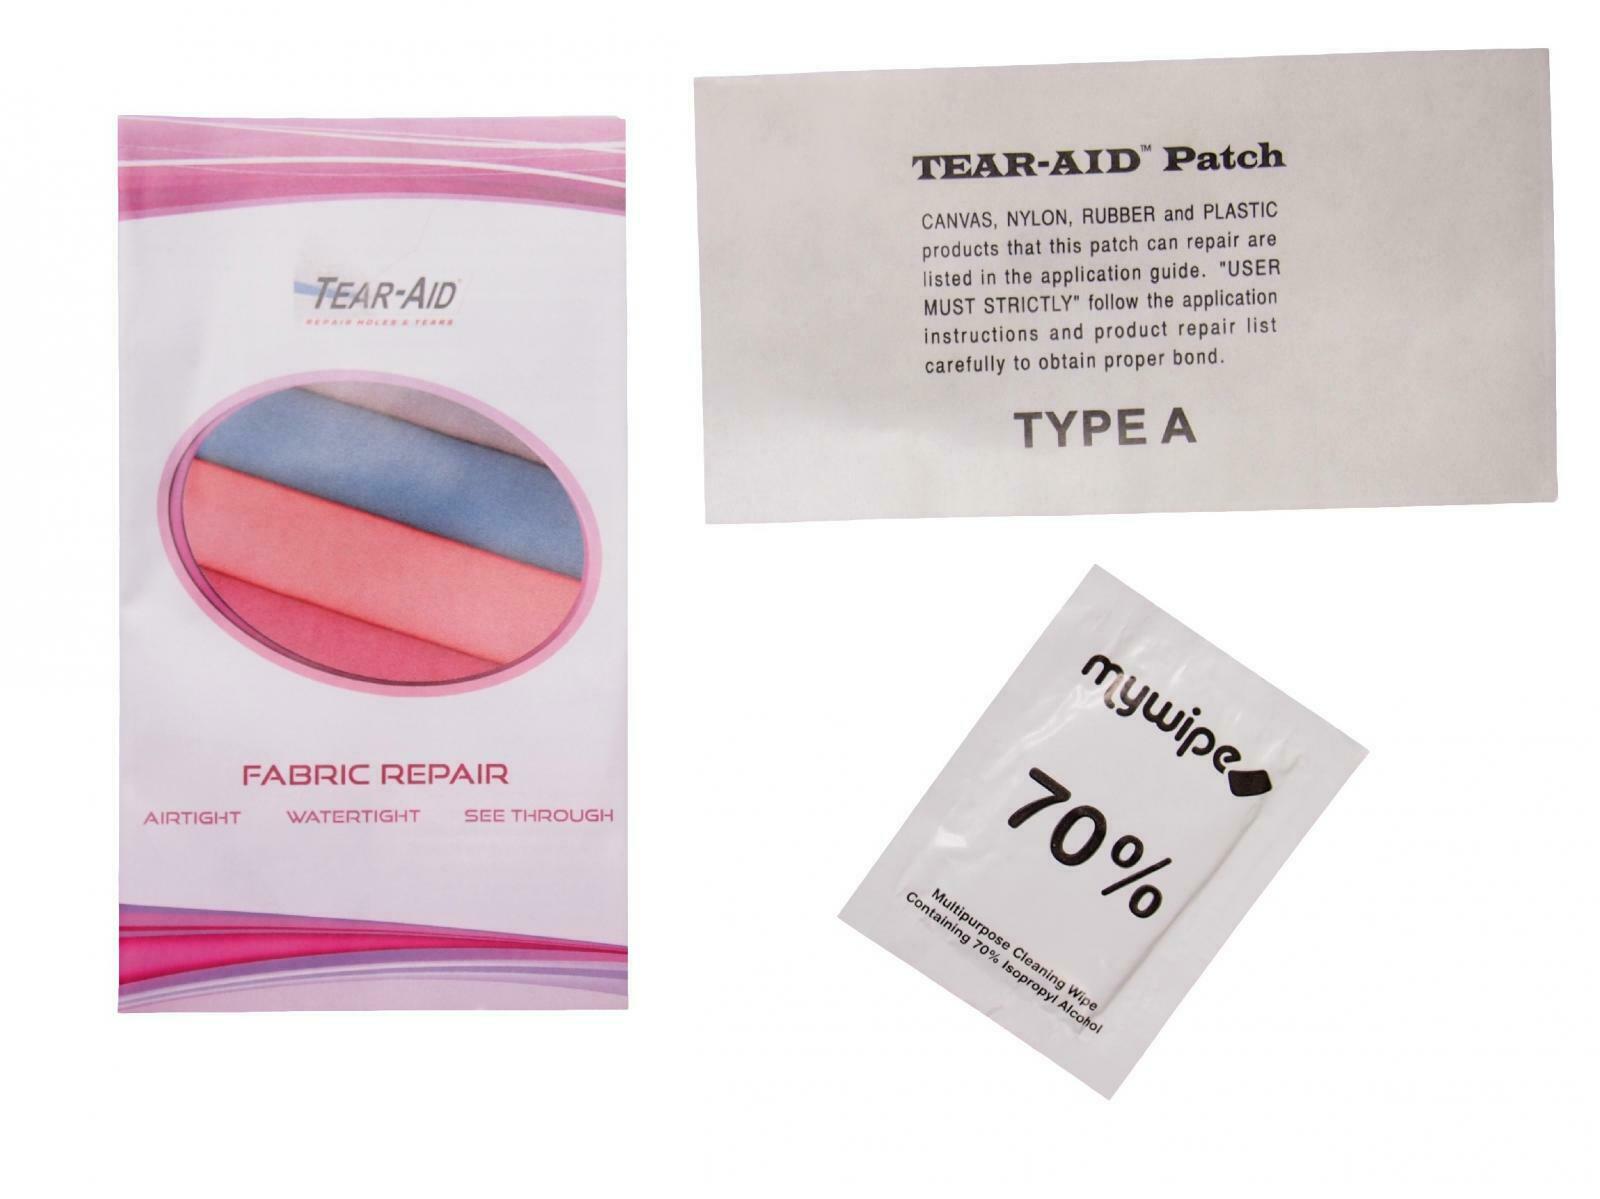 TEAR-AID
REPAIR HOLES & TEARS
FABRIC REPAIR
AIRTIGHT WATERTIGHT SEE THROUGH
TEAR-AID™ Patch
CANVAS, NYLON, RUBBER and PLASTIC
products that this patch can repair are
listed in the application guide. "USER
MUST STRICTLY" follow the application
instructions and product repair list
carefully to obtain proper bond.
TYPE A
mywipe
70%
Multipurpose Cleaning Wipe
Containing 70% Isopropyl Alcohol